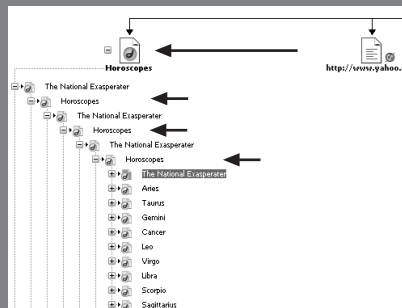 Horoscopes
http://www.yahoo.c
The National Exasperater
Horoscopes
The National Exasperater
Horoscopes
The National Exasperater
Horoscopes
The National Exasperater
Aries
Taurus
Gemini
Cancer
Leo
Virgo
Libra
Scorpio
Sagittarius